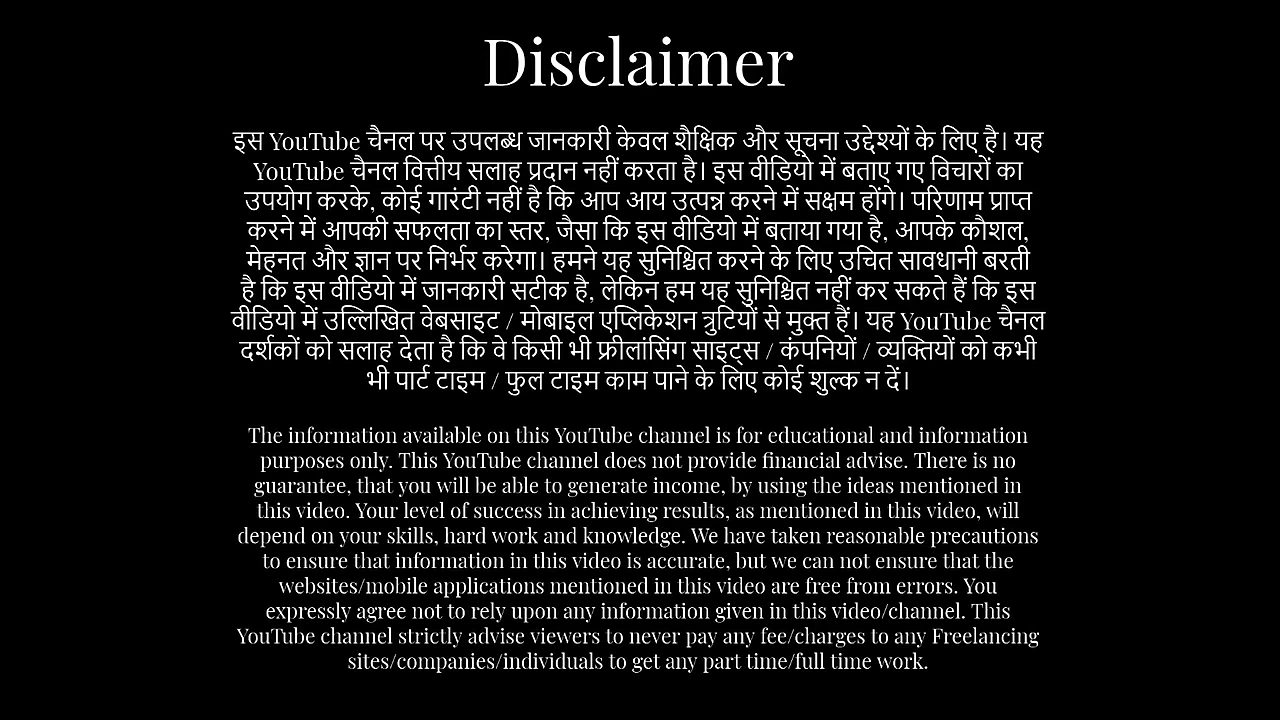 Disclaimer
इस YouTube चैनल पर उपलब्ध जानकारी केवल शैक्षिक और सूचना उद्देश्यों के लिए है। यह
YouTube चैनल वित्तीय सलाह प्रदान नहीं करता है। इस वीडियो में बताए गए विचारों का
उपयोग करके, कोई गारंटी नहीं है कि आप आय उत्पन्न करने में सक्षम होंगे। परिणाम प्राप्त
करने में आपकी सफलता का स्तर, जैसा कि इस वीडियो में बताया गया है, आपके कौशल,
मेहनत और ज्ञान पर निर्भर करेगा। हमने यह सुनिश्चित करने के लिए उचित सावधानी बरती
है कि इस वीडियो में जानकारी सटीक है, लेकिन हम यह सुनिश्चित नहीं कर सकते हैं कि इस
वीडियो में उल्लिखित वेबसाइट / मोबाइल एप्लिकेशन त्रुटियों से मुक्त हैं। यह YouTube चैनल
दर्शकों को सलाह देता है कि वे किसी भी फ्रीलांसिंग साइट्स / कंपनियों / व्यक्तियों को कभी
भी पार्ट टाइम / फुल टाइम काम पाने के लिए कोई शुल्क न दें।
The information available on this YouTube channel is for educational and information
purposes only. This YouTube channel does not provide financial advise. There is no
guarantee, that you will be able to generate income, by using the ideas mentioned in
this video. Your level of success in achieving results, as mentioned in this video, will
depend on your skills, hard work and knowledge. We have taken reasonable precautions
to ensure that information in this video is accurate, but we can not ensure that the
websites/mobile applications mentioned in this video are free from errors. You
expressly agree not to rely upon any information given in this video/channel. This
YouTube channel strictly advise viewers to never pay any fee/charges to any Freelancing
sites/companies/individuals to get any part time/full time work.